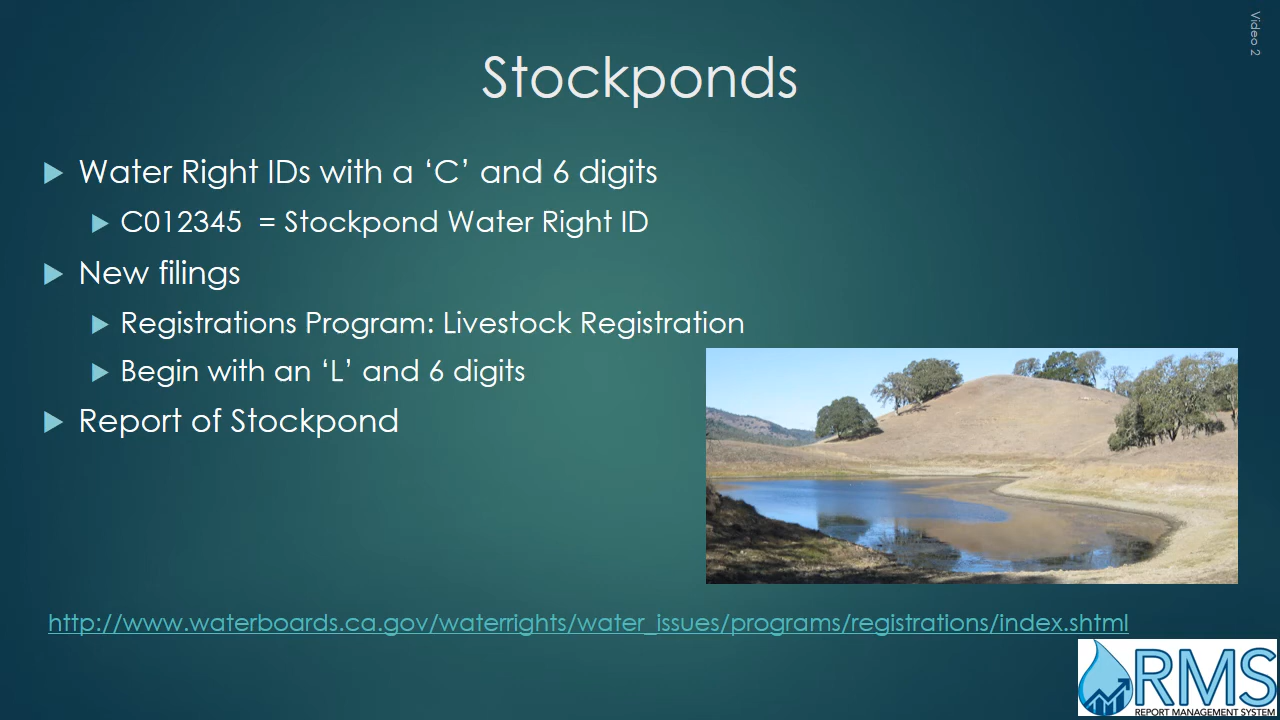 Video 2
Stockponds
Water Right IDs with a ‘C’ and 6 digits
C012345 = Stockpond Water Right ID
New filings
Registrations Program: Livestock Registration
Begin with an ‘L’ and 6 digits
Report of Stockpond
http://www.waterboards.ca.gov/waterrights/water_issues/programs/registrations/index.shtml
RMS
REPORT MANAGEMENT SYSTEM